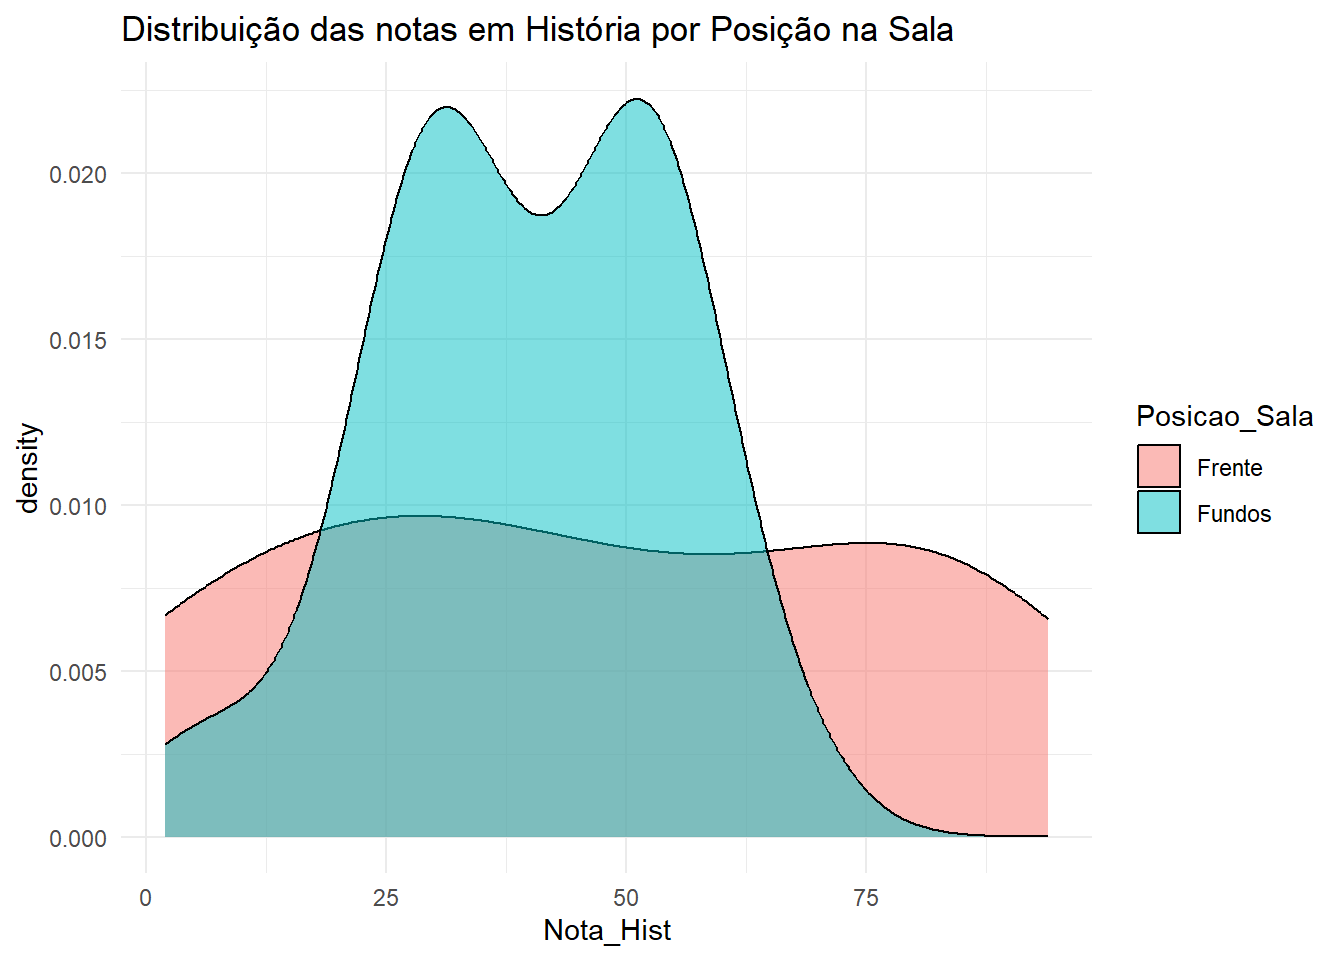 Distribuição das notas em História por Posição na Sala
0.020
0.015
0.010
0.005
0.000
density
0
25
50
75
Nota_Hist
Posicao_Sala
Frente
Fundos